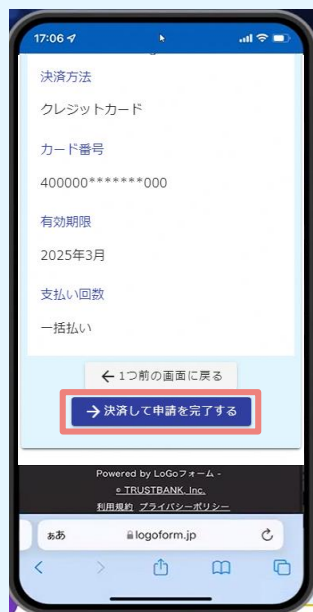 17:06
決済方法
クレジットカード
カード番号
400000*******000
有効期限
2025年3月
支払い回数
一括払い
← 1つ前の画面に戻る
→ 決済して申請を完了する
Powered by LoGoフォーム -
© TRUSTBANK, Inc.
利用規約 プライバシーポリシー
ぁあ logoform.jp